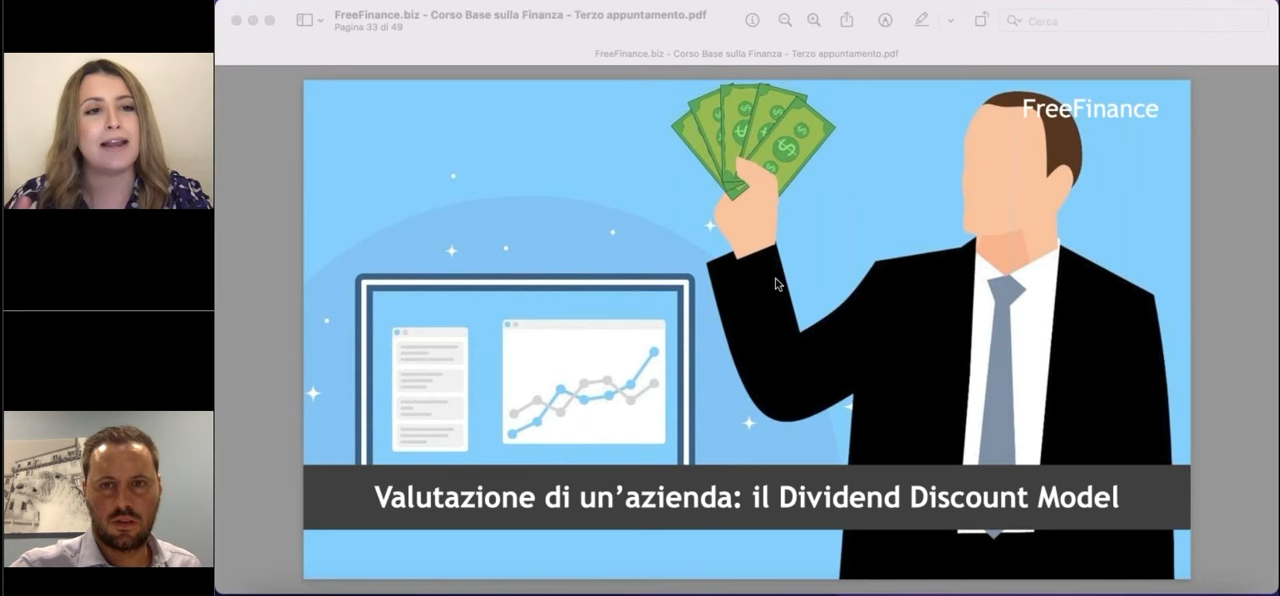 FreeFinance.biz - Corso Base sulla Finanza - Terzo appuntamento.pdf
Pagina 33 di 49
Cerca
FreeFinance.biz - Corso Base sulla Finanza - Terzo appuntamento.pdf
FreeFinance
Valutazione di un’azienda: il Dividend Discount Model